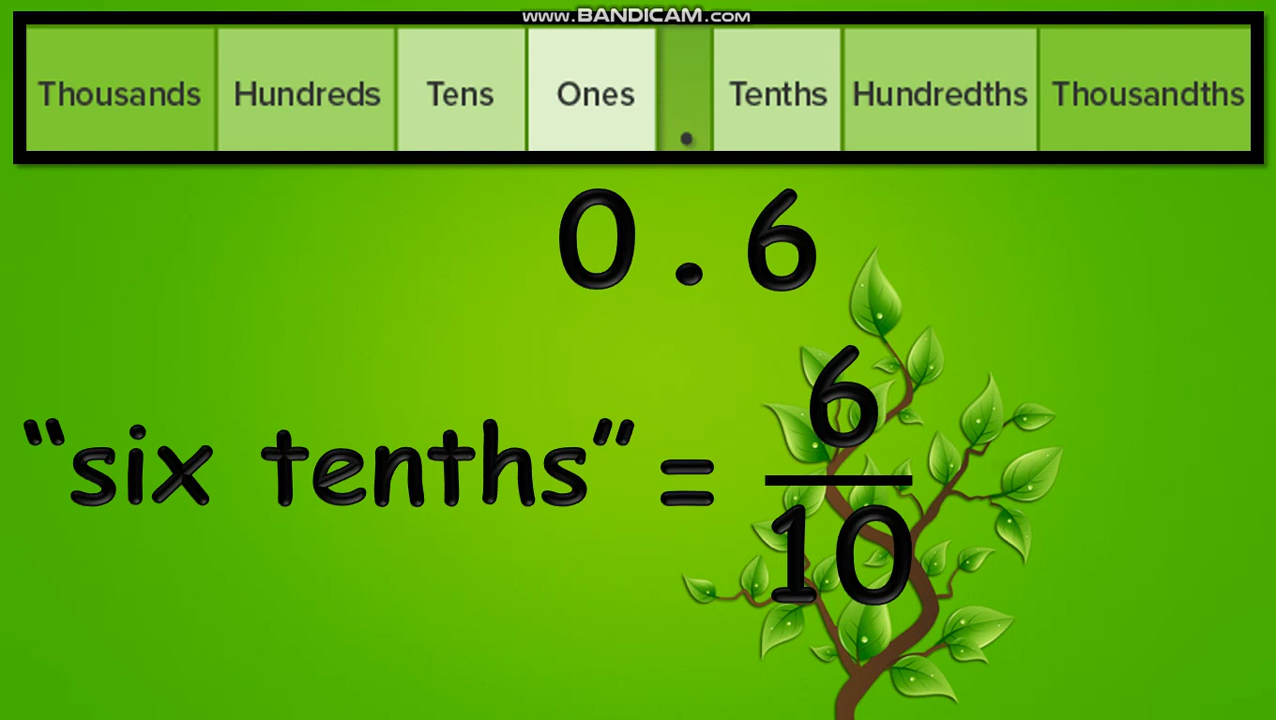 www.BANDICAM.com
Thousands Hundreds Tens Ones . Tenths Hundredths Thousandths
0.6
“six tenths” = 6/10